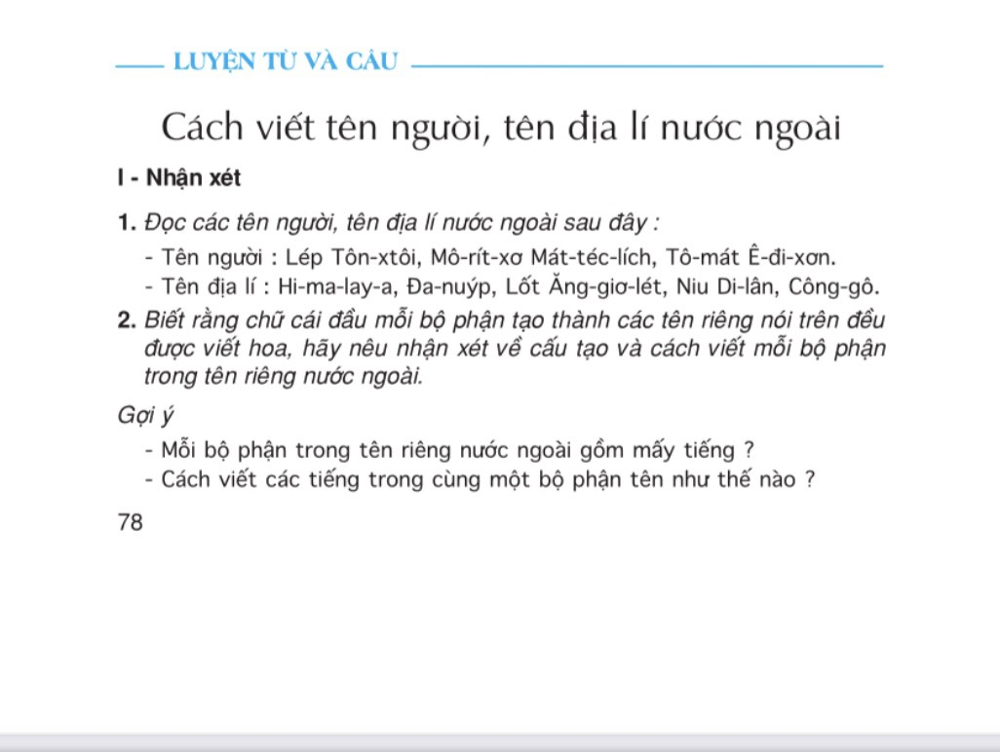 LUYỆN TỪ VÀ CÂU
Cách viết tên người, tên địa lí nước ngoài
I - Nhận xét
1. Đọc các tên người, tên địa lí nước ngoài sau đây :
- Tên người : Lép Tôn-xtôi, Mô-rít-xơ Mát-téc-lích, Tô-mát Ê-đi-xơn.
- Tên địa lí : Hi-ma-lay-a, Đa-nuýp, Lốt Ăng-giơ-lét, Niu Di-lân, Công-gô.
2. Biết rằng chữ cái đầu mỗi bộ phận tạo thành các tên riêng nói trên đều
được viết hoa, hãy nêu nhận xét về cấu tạo và cách viết mỗi bộ phận
trong tên riêng nước ngoài.
Gợi ý
- Mỗi bộ phận trong tên riêng nước ngoài gồm mấy tiếng ?
- Cách viết các tiếng trong cùng một bộ phận tên như thế nào ?
78